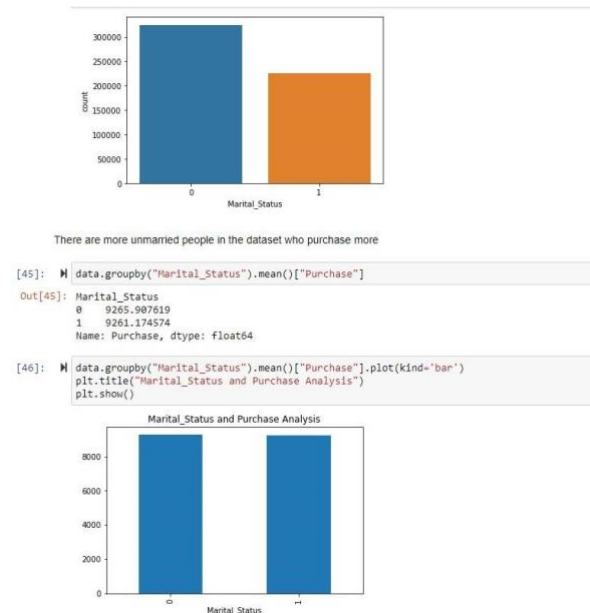 300000
250000
200000
150000
100000
50000
0
count
0 1
Marital_Status
There are more unmarried people in the dataset who purchase more
[45]: data.groupby("Marital_Status").mean()["Purchase"]
Out[45]: Marital_Status
0 9265.907619
1 9261.174574
Name: Purchase, dtype: float64
[46]: data.groupby("Marital_Status").mean()["Purchase"].plot(kind='bar')
plt.title("Marital_Status and Purchase Analysis")
plt.show()
Marital_Status and Purchase Analysis
8000
6000
4000
2000
0
0 1
Marital_Status